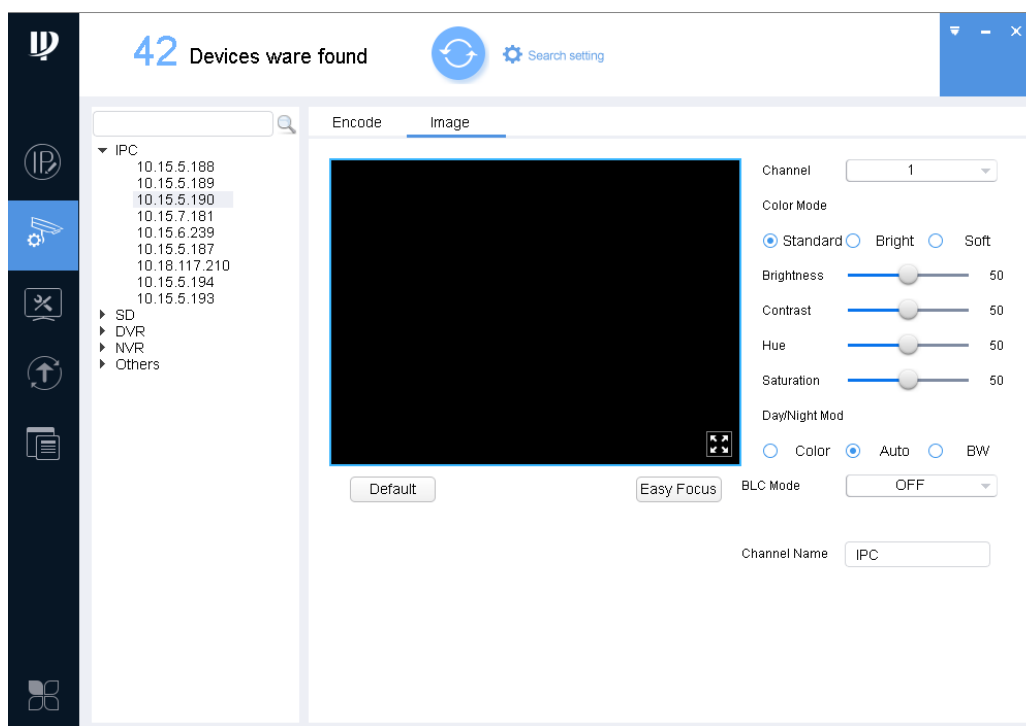 42 Devices ware found
Search setting
Encode Image
IPC
10.15.5.188
10.15.5.189
10.15.5.190
10.15.7.181
10.15.6.239
10.15.5.187
10.18.117.210
10.15.5.194
10.15.5.193
SD
DVR
NVR
Others
Default
Easy Focus
Channel 1
Color Mode
Standard Bright Soft
Brightness 50
Contrast 50
Hue 50
Saturation 50
Day/Night Mod
Color Auto BW
BLC Mode OFF
Channel Name IPC